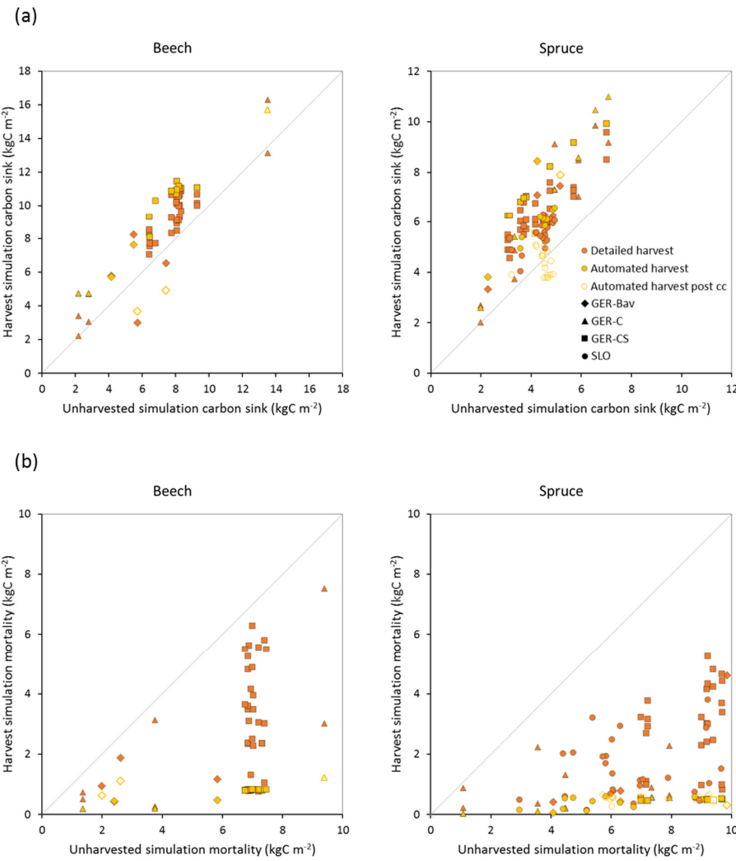 (a)
Beech
Spruce
18
16
14
12
10
8
6
4
2
0
Harvest simulation carbon sink (kgC m-2)
0 2 4 6 8 10 12 14 16 18
Unharvested simulation carbon sink (kgC m-2)
12
10
8
6
4
2
0
Harvest simulation carbon sink (kgC m-2)
0 2 4 6 8 10 12
Unharvested simulation carbon sink (kgC m-2)
Detailed harvest
Automated harvest
Automated harvest post cc
GER-Bav
GER-C
GER-CS
SLO
(b)
Beech
Spruce
10
8
6
4
2
0
Harvest simulation mortality (kgC m-2)
0 2 4 6 8 10
Unharvested simulation mortality (kgC m-2)
10
8
6
4
2
0
Harvest simulation mortality (kgC m-2)
0 2 4 6 8 10
Unharvested simulation mortality (kgC m-2)